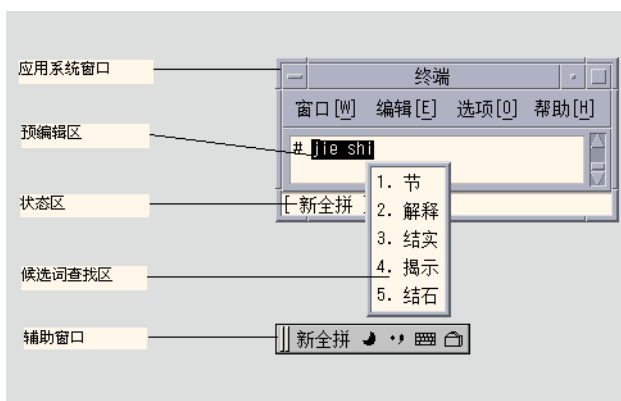 应用系统窗口
终端
窗口[W] 编辑[E] 选项[O] 帮助[H]
预编辑区
# jie shi
状态区
[ 新全拼 ]
1. 节
2. 解释
3. 结实
4. 揭示
5. 结石
候选词查找区
辅助窗口
新全拼